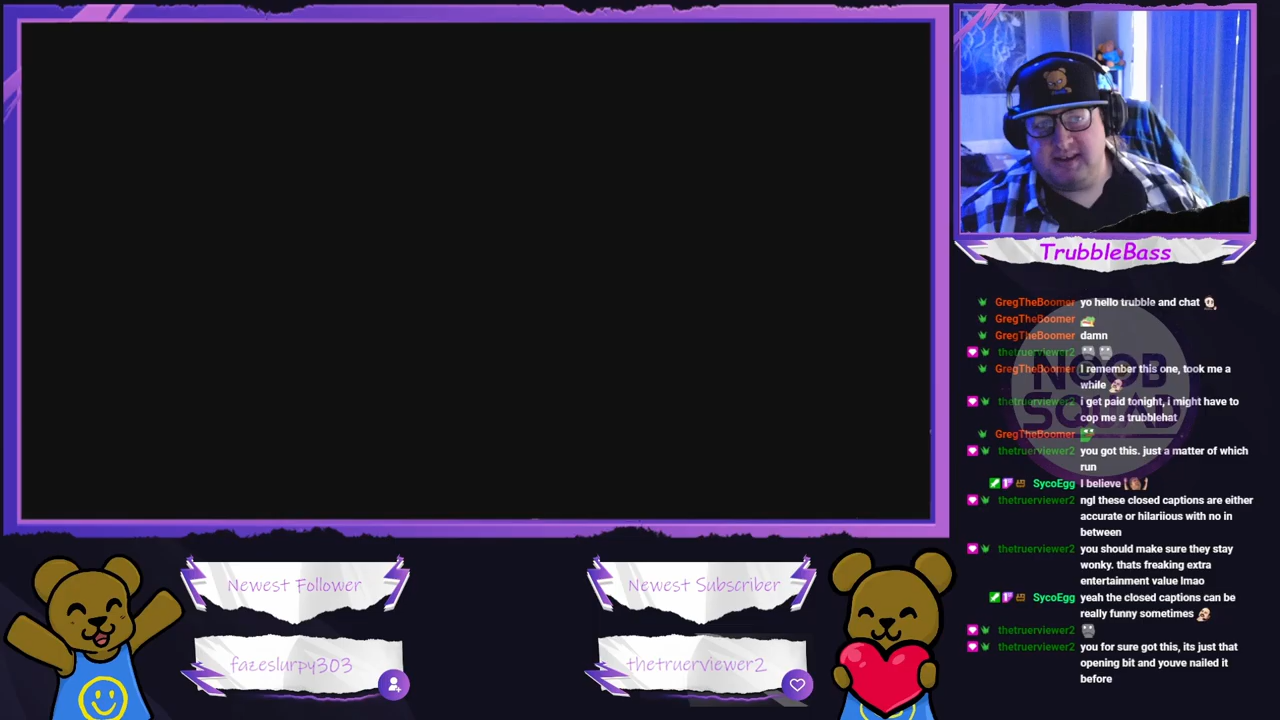 TrubbleBass
GregTheBoomer yo hello trubble and chat
GregTheBoomer
GregTheBoomer damn
thetruerviewer2
GregTheBoomer I remember this one, took me a
while
thetruerviewer2 i get paid tonight, i might have to
cop me a trubblehat
GregTheBoomer
thetruerviewer2 you got this. just a matter of which
run
SycoEgg I believe
thetruerviewer2 ngl these closed captions are either
accurate or hilariious with no in
between
thetruerviewer2 you should make sure they stay
wonky. thats freaking extra
entertainment value lmao
SycoEgg yeah the closed captions can be
really funny sometimes
thetruerviewer2
thetruerviewer2 you for sure got this, its just that
opening bit and youve nailed it
before
NOOB
SQUAD
Newest Follower
fazeslurpy303
Newest Subscriber
thetruerviewer2